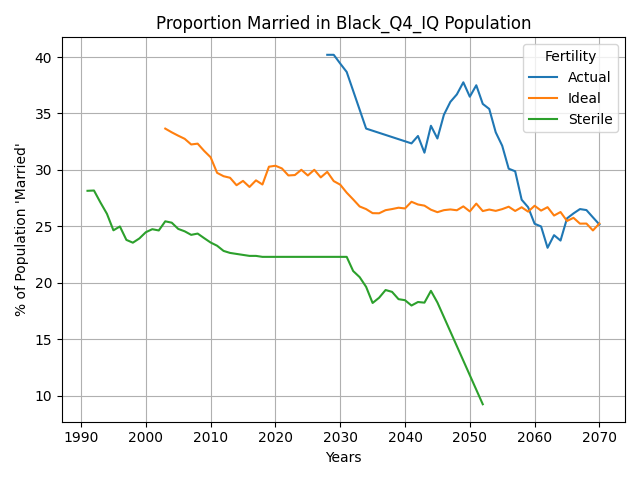 Proportion Married in Black_Q4_IQ Population
% of Population 'Married'
40
35
30
25
20
15
10
Fertility
Actual
Ideal
Sterile
1990 2000 2010 2020 2030 2040 2050 2060 2070
Years